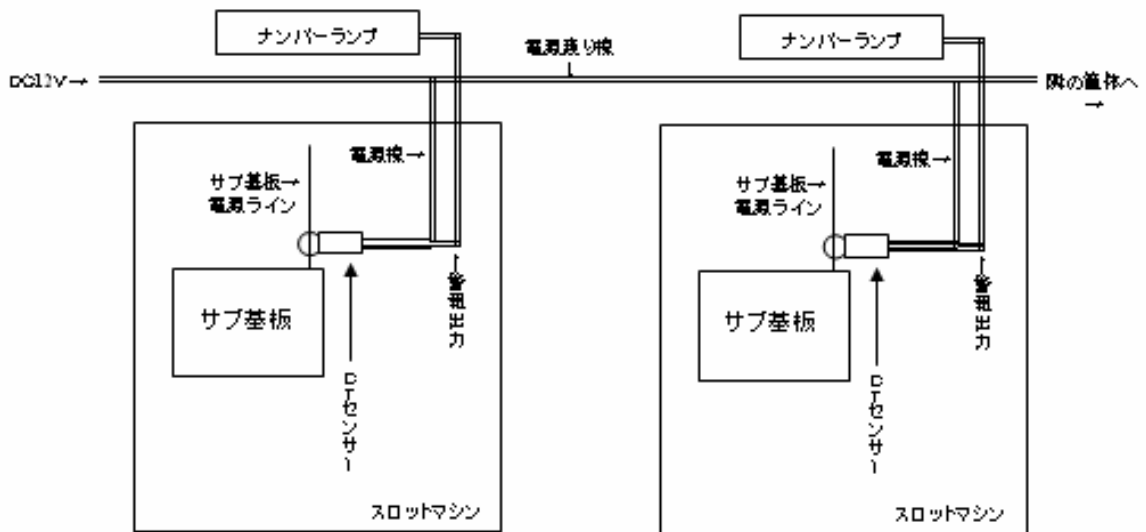 ナンバーランプ
ナンバーランプ
電源送り線
DC12V→
隣の筐体へ
→
電源線→
サブ基板→
電源ライン
←警報出力
サブ基板
DTセンサー
スロットマシン
電源線→
サブ基板→
電源ライン
←警報出力
サブ基板
DTセンサー
スロットマシン